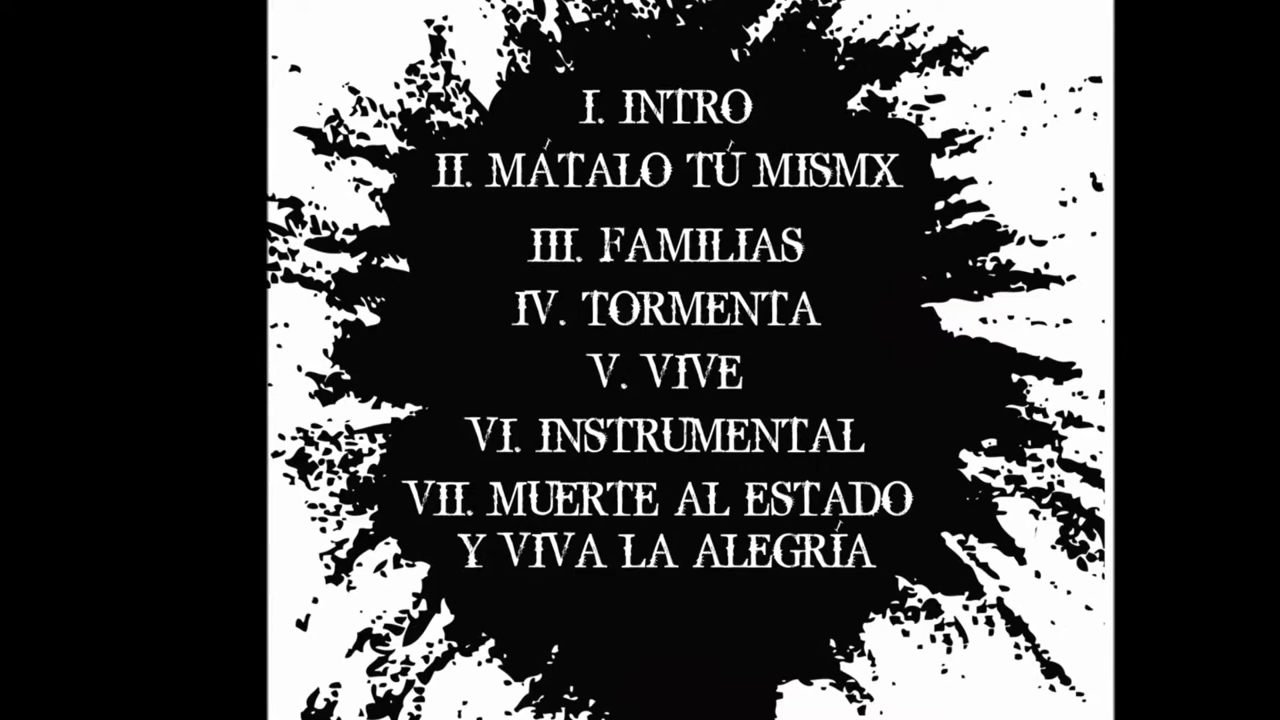 I. INTRO
II. MÁTALO TÚ MISMX
III. FAMILIAS
IV. TORMENTA
V. VIVE
VI. INSTRUMENTAL
VII. MUERTE AL ESTADO
Y VIVA LA ALEGRÍA